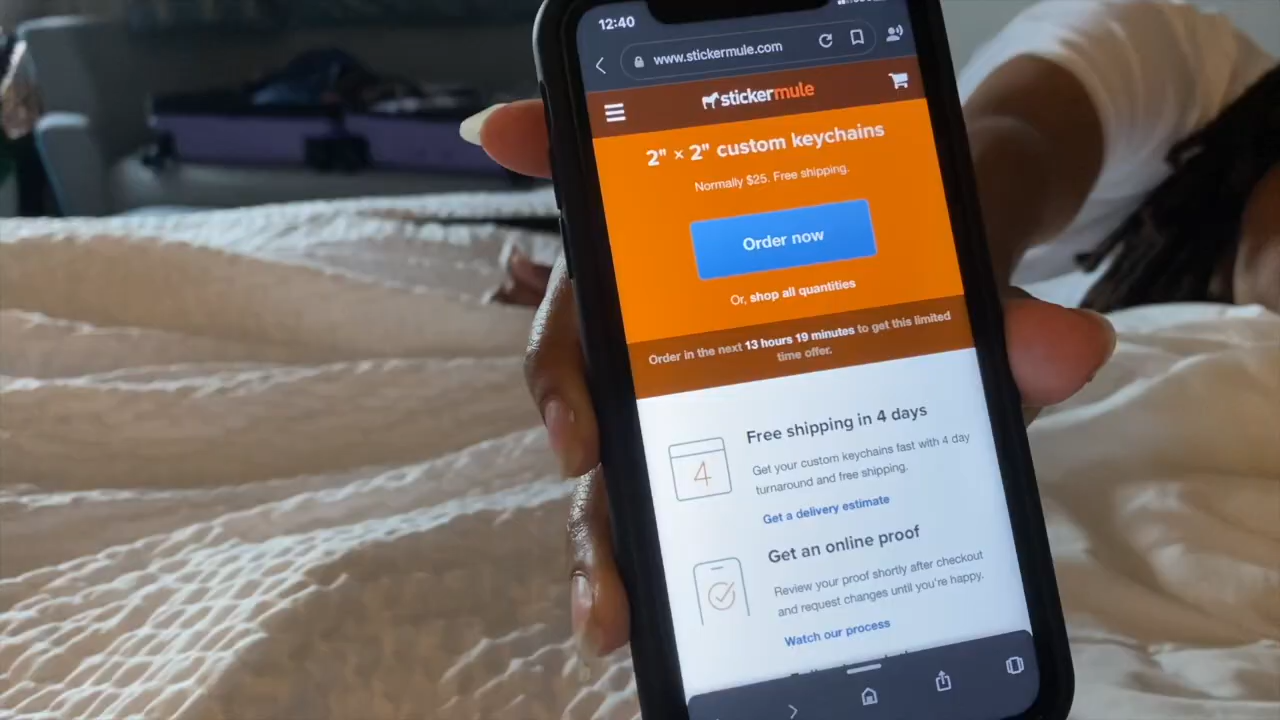 12:40
www.stickermule.com
stickermule
2" × 2" custom keychains
Normally $25. Free shipping.
Order now
Or, shop all quantities
Order in the next 13 hours 19 minutes to get this limited
time offer.
Free shipping in 4 days
4
Get your custom keychains fast with 4 day
turnaround and free shipping.
Get a delivery estimate
Get an online proof
Review your proof shortly after checkout
and request changes until you're happy.
Watch our process